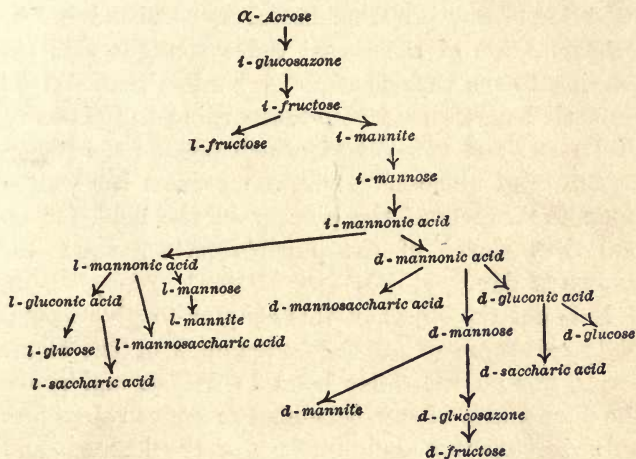 α-Acrose
i-glucosazone
i-fructose
l-fructose
i-mannite
i-mannose
i-mannonic acid
l-mannonic acid
d-mannonic acid
l-mannose
l-gluconic acid
d-mannosaccharic acid
d-gluconic acid
l-mannite
d-mannose
d-glucose
l-glucose
l-mannosaccharic acid
l-saccharic acid
d-saccharic acid
d-mannite
d-glucosazone
d-fructose